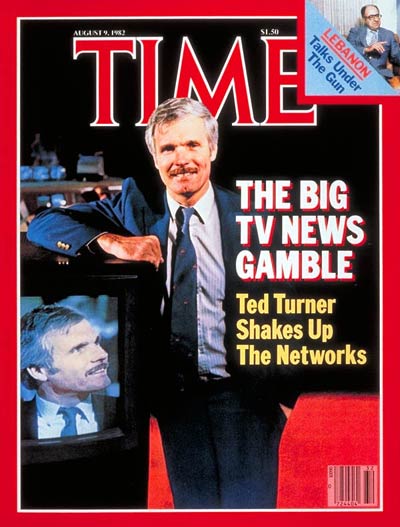 AUGUST 9, 1982
$1.50
TIME
LEBANON
Talks Under
The Gun
THE BIG
TV NEWS
GAMBLE
Ted Turner
Shakes Up
The Networks